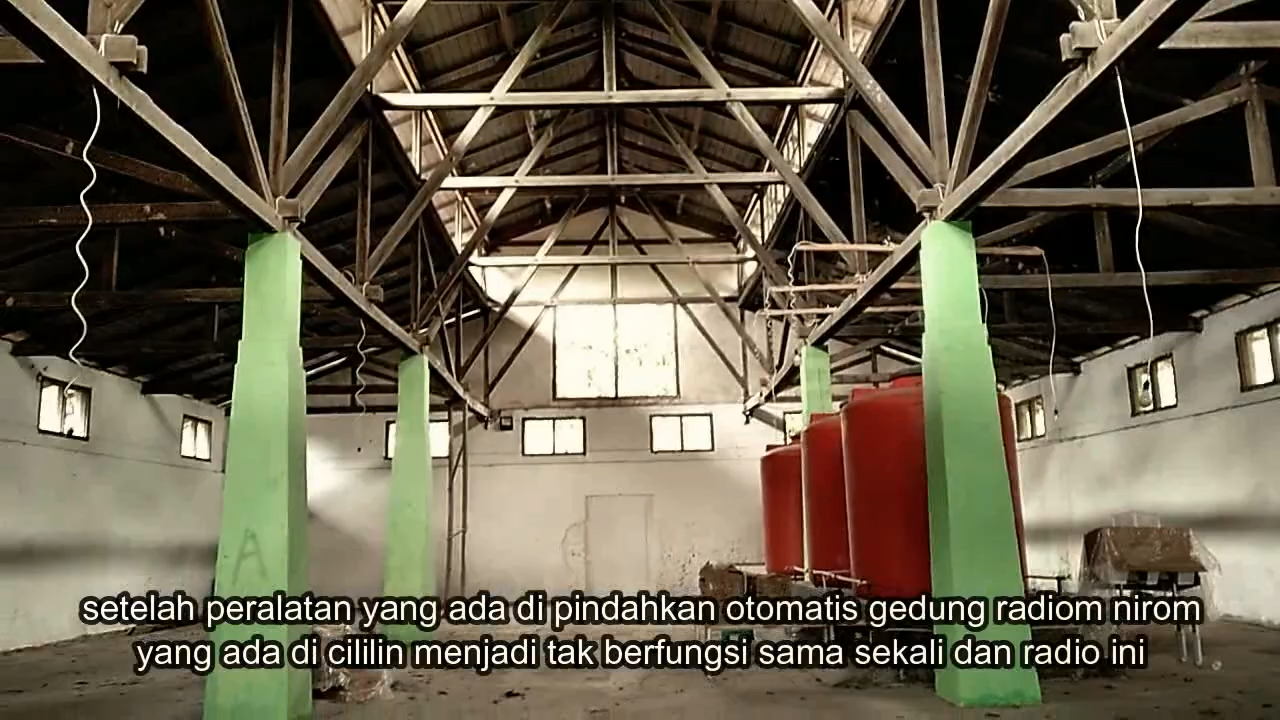 A
setelah peralatan yang ada di pindahkan otomatis gedung radiom nirom
yang ada di cililin menjadi tak berfungsi sama sekali dan radio ini